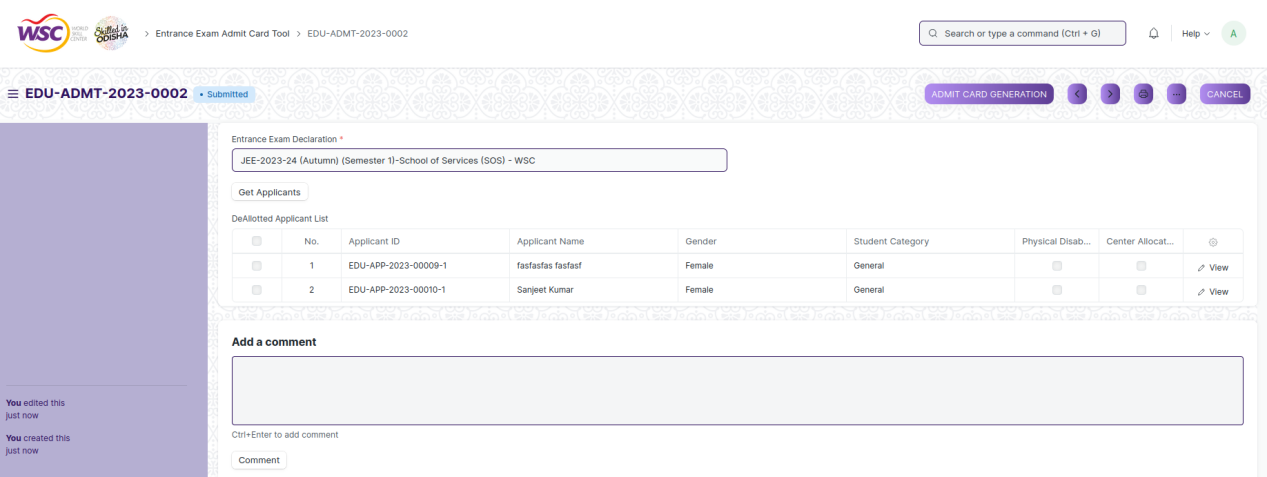 WSC WORLD SKILL CENTER Skilled in ODISHA > Entrance Exam Admit Card Tool > EDU-ADMT-2023-0002 Search or type a command (Ctrl + G) Help A
EDU-ADMT-2023-0002 • Submitted ADMIT CARD GENERATION < > ... CANCEL
Entrance Exam Declaration *
JEE-2023-24 (Autumn) (Semester 1)-School of Services (SOS) - WSC
Get Applicants
DeAllotted Applicant List
No. Applicant ID Applicant Name Gender Student Category Physical Disab... Center Allocat...
1 EDU-APP-2023-00009-1 fasfasfas fasfasf Female General View
2 EDU-APP-2023-00010-1 Sanjeet Kumar Female General View
Add a comment
Ctrl+Enter to add comment
Comment
You edited this
just now
You created this
just now